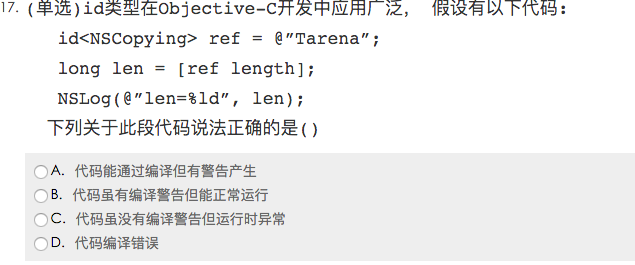 17. (单选)id类型在Objective-C开发中应用广泛， 假设有以下代码：
id<NSCopying> ref = @"Tarena";
long len = [ref length];
NSLog(@"len=%ld", len);
下列关于此段代码说法正确的是()
A. 代码能通过编译但有警告产生
B. 代码虽有编译警告但能正常运行
C. 代码虽没有编译警告但运行时异常
D. 代码编译错误